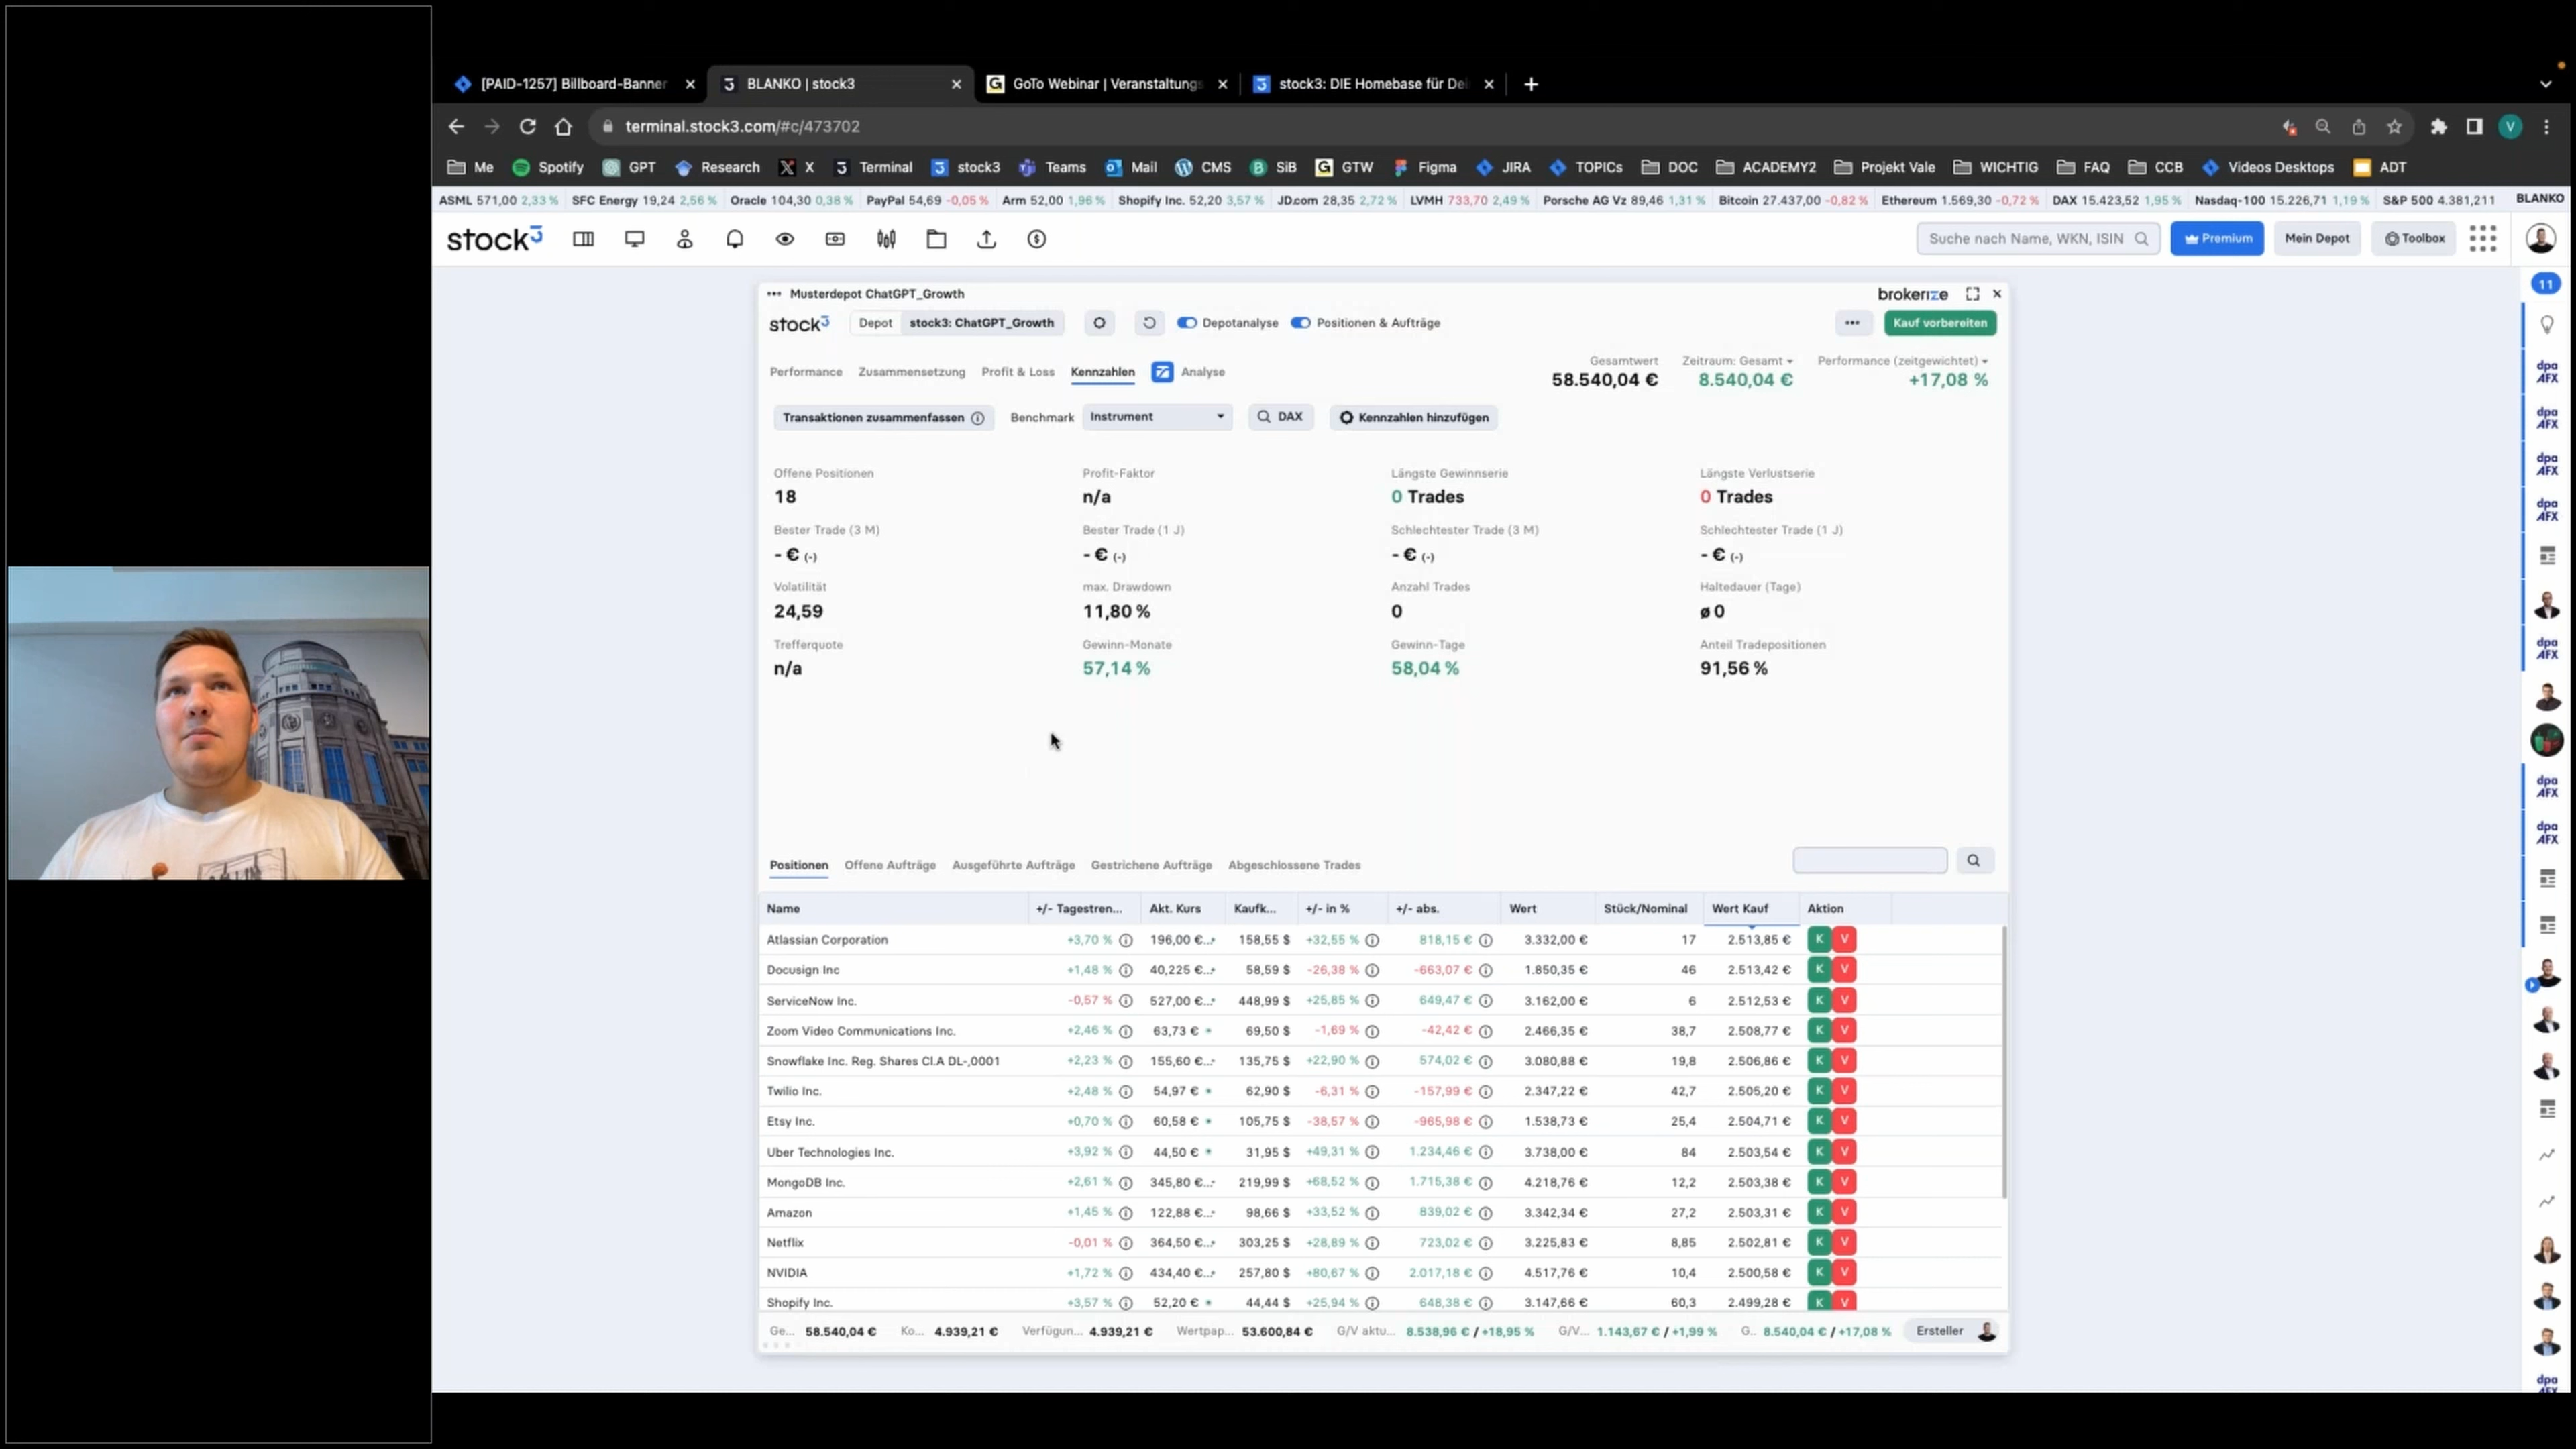 [PAID-1257] Billboard-Banner
BLANKO | stock3
GoTo Webinar | Veranstaltungs
stock3: DIE Homebase für Dei
terminal.stock3.com/#c/473702
V
Me Spotify GPT Research X Terminal stock3 Teams Mail CMS SiB GTW Figma JIRA TOPICs DOC ACADEMY2 Projekt Vale WICHTIG FAQ CCB Videos Desktops ADT
ASML 571,00 2,33 % SFC Energy 19,24 2,56 % Oracle 104,30 0,38 % PayPal 54,69 -0,05 % Arm 52,00 1,96 % Shopify Inc. 52,20 3,57 % JD.com 28,35 2,72 % LVMH 733,70 2,49 % Porsche AG Vz 89,46 1,31 % Bitcoin 27.437,00 -0,82 % Ethereum 1.569,30 -0,72 % DAX 15.423,52 1,95 % Nasdaq-100 15.226,71 1,19 % S&P 500 4.381,211 BLANKO
stock3 Suche nach Name, WKN, ISIN Premium Mein Depot Toolbox
11
Musterdepot ChatGPT_Growth brokerize
stock3 Depot stock3: ChatGPT_Growth Depotanalyse Positionen & Aufträge ••• Kauf vorbereiten
Performance Zusammensetzung Profit & Loss Kennzahlen Analyse
Gesamtwert Zeitraum: Gesamt Performance (zeitgewichtet)
58.540,04 € 8.540,04 € +17,08 %
Transaktionen zusammenfassen Benchmark Instrument DAX Kennzahlen hinzufügen
Offene Positionen Profit-Faktor Längste Gewinnserie Längste Verlustserie
18 n/a 0 Trades 0 Trades
Bester Trade (3 M) Bester Trade (1 J) Schlechtester Trade (3 M) Schlechtester Trade (1 J)
- € (-) - € (-) - € (-) - € (-)
Volatilität max. Drawdown Anzahl Trades Haltedauer (Tage)
24,59 11,80 % 0 ø 0
Trefferquote Gewinn-Monate Gewinn-Tage Anteil Tradepositionen
n/a 57,14 % 58,04 % 91,56 %
Positionen Offene Aufträge Ausgeführte Aufträge Gestrichene Aufträge Abgeschlossene Trades
Name +/- Tagestren... Akt. Kurs Kaufk... +/- in % +/- abs. Wert Stück/Nominal Wert Kauf Aktion
Atlassian Corporation +3,70 % 196,00 €... 158,55 $ +32,55 % 818,15 € 3.332,00 € 17 2.513,85 € K V
Docusign Inc +1,48 % 40,225 €... 58,59 $ -26,38 % -663,07 € 1.850,35 € 46 2.513,42 € K V
ServiceNow Inc. -0,57 % 527,00 €... 448,99 $ +25,85 % 649,47 € 3.162,00 € 6 2.512,53 € K V
Zoom Video Communications Inc. +2,46 % 63,73 € 69,50 $ -1,69 % -42,42 € 2.466,35 € 38,7 2.508,77 € K V
Snowflake Inc. Reg. Shares Cl.A DL-,0001 +2,23 % 155,60 €... 135,75 $ +22,90 % 574,02 € 3.080,88 € 19,8 2.506,86 € K V
Twilio Inc. +2,48 % 54,97 € 62,90 $ -6,31 % -157,99 € 2.347,22 € 42,7 2.505,20 € K V
Etsy Inc. +0,70 % 60,58 € 105,75 $ -38,57 % -965,98 € 1.538,73 € 25,4 2.504,71 € K V
Uber Technologies Inc. +3,92 % 44,50 € 31,95 $ +49,31 % 1.234,46 € 3.738,00 € 84 2.503,54 € K V
MongoDB Inc. +2,61 % 345,80 €... 219,99 $ +68,52 % 1.715,38 € 4.218,76 € 12,2 2.503,38 € K V
Amazon +1,45 % 122,88 €... 98,66 $ +33,52 % 839,02 € 3.342,34 € 27,2 2.503,31 € K V
Netflix -0,01 % 364,50 €... 303,25 $ +28,89 % 723,02 € 3.225,83 € 8,85 2.502,81 € K V
NVIDIA +1,72 % 434,40 €... 257,80 $ +80,67 % 2.017,18 € 4.517,76 € 10,4 2.500,58 € K V
Shopify Inc. +3,57 % 52,20 € 44,44 $ +25,94 % 648,38 € 3.147,66 € 60,3 2.499,28 € K V
Ge... 58.540,04 € Ko... 4.939,21 € Verfügun... 4.939,21 € Wertpap... 53.600,84 € G/V aktu... 8.538,96 € / +18,95 % G/V... 1.143,67 € / +1,99 % G.. 8.540,04 € / +17,08 % Ersteller
dpa AFX
dpa AFX
dpa AFX
dpa AFX
dpa AFX
dpa AFX
dpa AFX
dpa